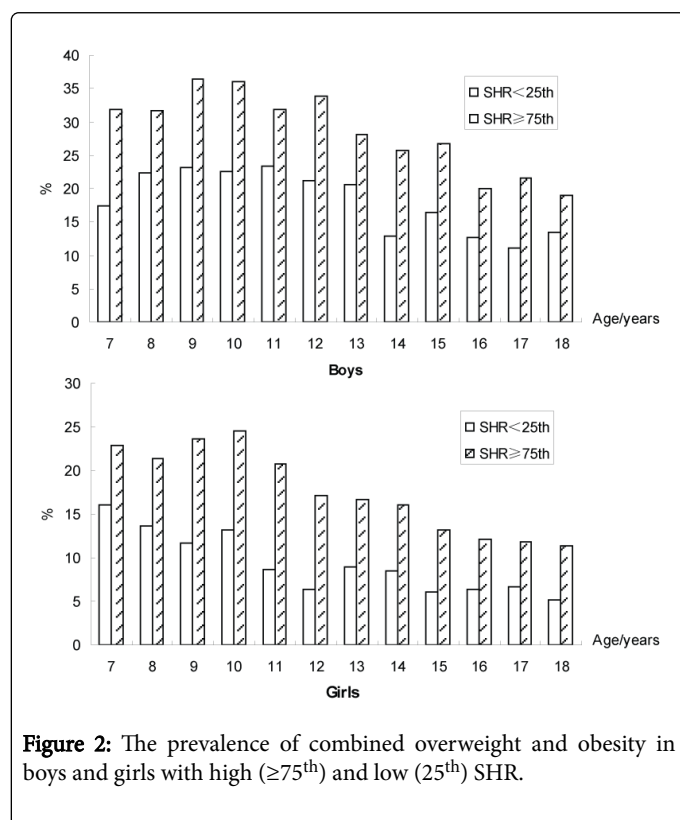 40
35
30
25
20
15
10
5
0
%
SHR<25th
SHR≥75th
Age/years
7 8 9 10 11 12 13 14 15 16 17 18
Boys
30
25
20
15
10
5
0
%
SHR<25th
SHR≥75th
Age/years
7 8 9 10 11 12 13 14 15 16 17 18
Girls
Figure 2: The prevalence of combined overweight and obesity in
boys and girls with high (≥75th) and low (25th) SHR.